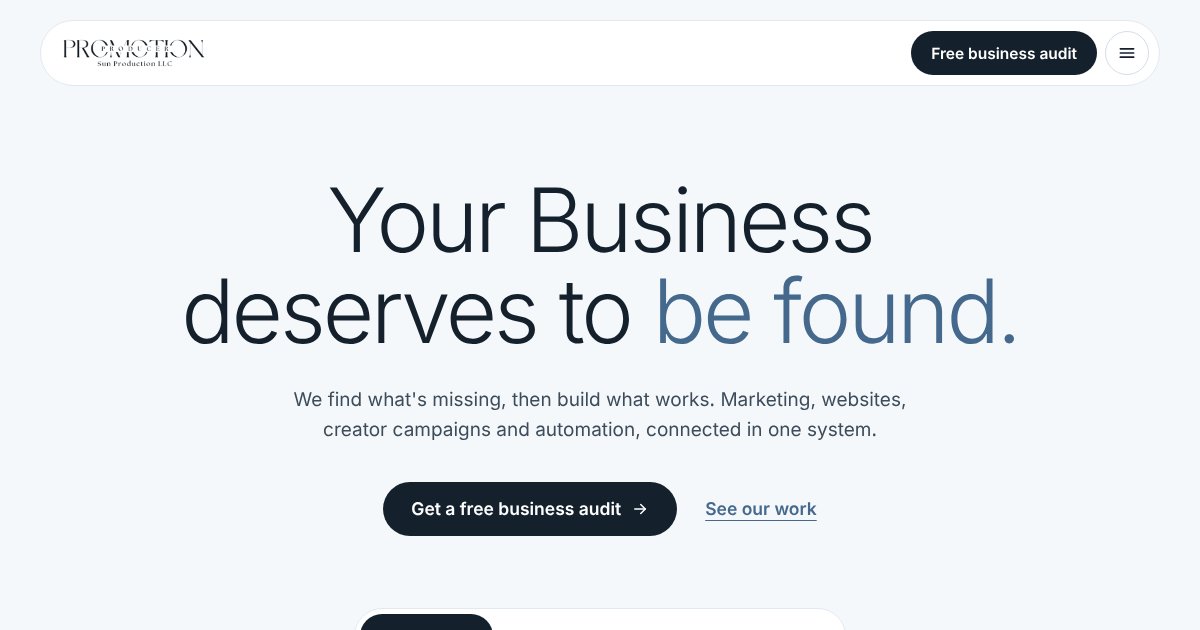 PROMOTION
PRODUCER
Sun Production LLC
Free business audit
Your Business
deserves to be found.
We find what's missing, then build what works. Marketing, websites,
creator campaigns and automation, connected in one system.
Get a free business audit →
See our work